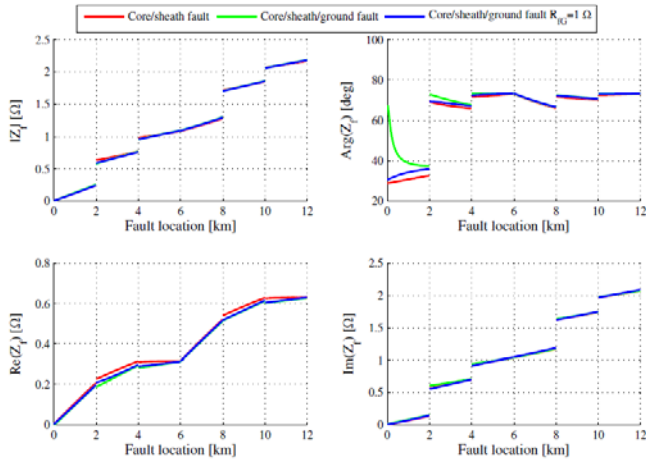 Core/sheath fault Core/sheath/ground fault Core/sheath/ground fault R_fG=1 Ω
2.5
2
1.5
1
0.5
0
|Z_f| [Ω]
0 2 4 6 8 10 12
Fault location [km]
100
80
60
40
20
Arg(Z_f) [deg]
0 2 4 6 8 10 12
Fault location [km]
0.8
0.6
0.4
0.2
0
Re(Z_f) [Ω]
0 2 4 6 8 10 12
Fault location [km]
2.5
2
1.5
1
0.5
0
Im(Z_f) [Ω]
0 2 4 6 8 10 12
Fault location [km]